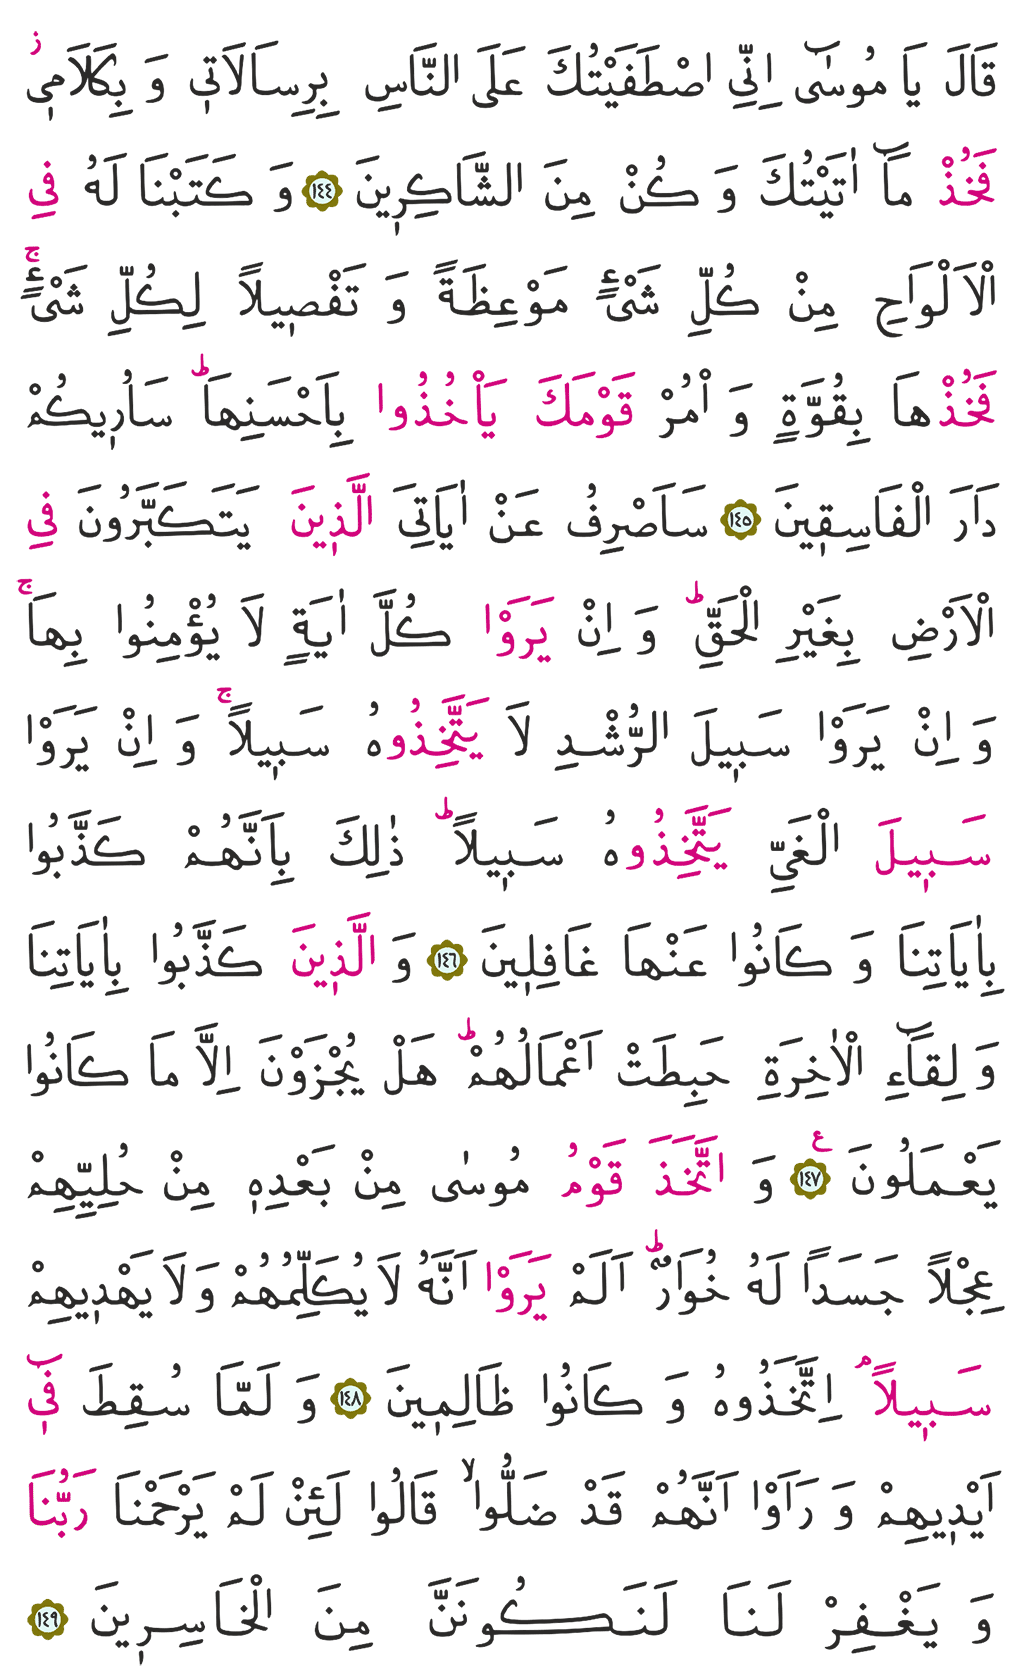 قَالَ يَا مُوسٰٓى اِنِّي اصْطَفَيْتُكَ عَلَى النَّاسِ بِرِسَالَاتٖي وَ بِكَلَامٖيۘ ز
فَخُذْ مَٓا اٰتَيْتُكَ وَ كُنْ مِنَ الشَّاكِرٖينَ ﴿١٤٤﴾ وَ كَتَبْنَا لَهُ فِي
الْاَلْوَاحِ مِنْ كُلِّ شَيْءٍ مَوْعِظَةً وَ تَفْصٖيلًا لِكُلِّ شَيْءٍۚ
فَخُذْهَا بِقُوَّةٍ وَ اْمُرْ قَوْمَكَ يَاْخُذُوا بِاَحْسَنِهَاؕ سَاُرٖيكُمْ
دَارَ الْفَاسِقٖينَ ﴿١٤٥﴾ سَاَصْرِفُ عَنْ اٰيَاتِيَ الَّذٖينَ يَتَكَبَّرُونَ فِي
الْاَرْضِ بِغَيْرِ الْحَقِّؕ وَ اِنْ يَرَوْا كُلَّ اٰيَةٍ لَا يُؤْمِنُوا بِهَاۚ
وَ اِنْ يَرَوْا سَبٖيلَ الرُّشْدِ لَا يَتَّخِذُوهُ سَبٖيلًاۚ وَ اِنْ يَرَوْا
سَبٖيلَ الْغَيِّ يَتَّخِذُوهُ سَبٖيلًاؕ ذٰلِكَ بِاَنَّهُمْ كَذَّبُوا
بِاٰيَاتِنَا وَ كَانُوا عَنْهَا غَافِلٖينَ ﴿١٤٦﴾ وَ الَّذٖينَ كَذَّبُوا بِاٰيَاتِنَا
وَ لِقَٓاءِ الْاٰخِرَةِ حَبِطَتْ اَعْمَالُهُمْؕ هَلْ يُجْزَوْنَ اِلَّا مَا كَانُوا
يَعْمَلُونَ ع ﴿١٤٧﴾ وَ اتَّخَذَ قَوْمُ مُوسٰى مِنْ بَعْدِهٖ مِنْ حُلِيِّهِمْ
عِجْلًا جَسَدًا لَهُ خُوَارٌؕ اَلَمْ يَرَوْا اَنَّهُ لَا يُكَلِّمُهُمْ وَ لَا يَهْدٖيهِمْ
سَبٖيلًاۢ اِتَّخَذُوهُ وَ كَانُوا ظَالِمٖينَ ﴿١٤٨﴾ وَ لَمَّا سُقِطَ فٖٓي
اَيْدٖيهِمْ وَ رَاَوْا اَنَّهُمْ قَدْ ضَلُّواۙ قَالُوا لَئِنْ لَمْ يَرْحَمْنَا رَبُّنَا
وَ يَغْفِرْ لَنَا لَنَكُونَنَّ مِنَ الْخَاسِرٖينَ ﴿١٤٩﴾